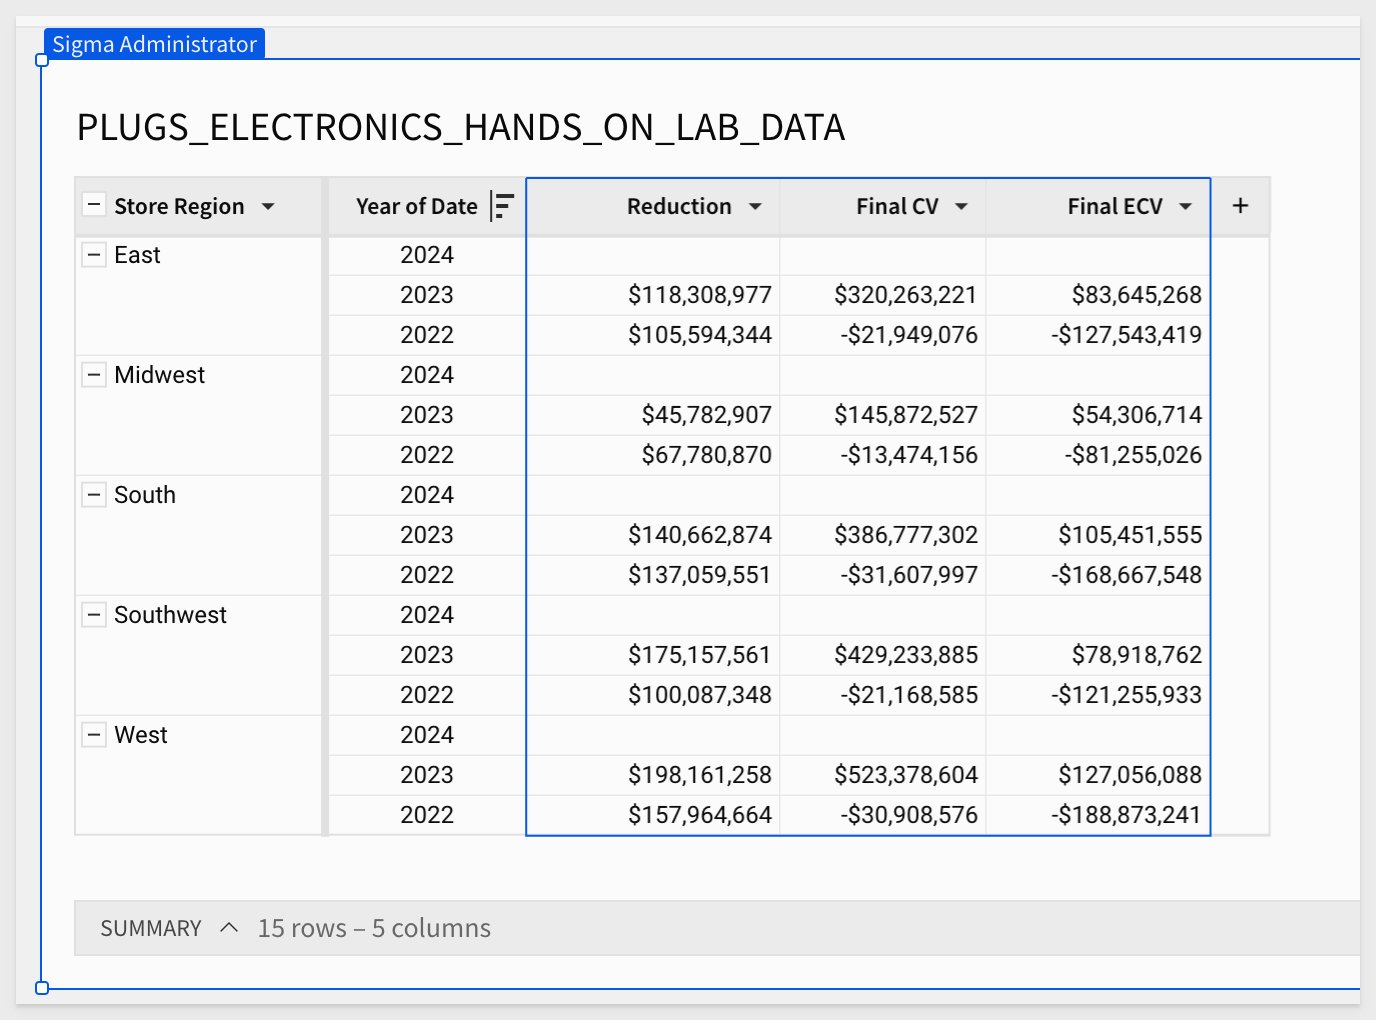 Sigma Administrator
PLUGS_ELECTRONICS_HANDS_ON_LAB_DATA
Store Region Year of Date Reduction Final CV Final ECV +
East 2024
2023 $118,308,977 $320,263,221 $83,645,268
2022 $105,594,344 -$21,949,076 -$127,543,419
Midwest 2024
2023 $45,782,907 $145,872,527 $54,306,714
2022 $67,780,870 -$13,474,156 -$81,255,026
South 2024
2023 $140,662,874 $386,777,302 $105,451,555
2022 $137,059,551 -$31,607,997 -$168,667,548
Southwest 2024
2023 $175,157,561 $429,233,885 $78,918,762
2022 $100,087,348 -$21,168,585 -$121,255,933
West 2024
2023 $198,161,258 $523,378,604 $127,056,088
2022 $157,964,664 -$30,908,576 -$188,873,241
SUMMARY 15 rows – 5 columns